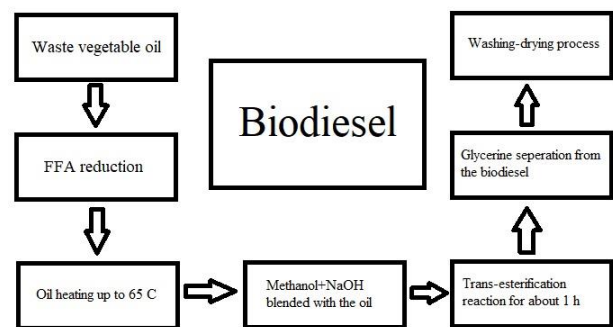 Waste vegetable oil
FFA reduction
Oil heating up to 65 C
Methanol+NaOH
blended with the oil
Trans-esterification
reaction for about 1 h
Glycerine seperation from
the biodiesel
Washing-drying process
Biodiesel